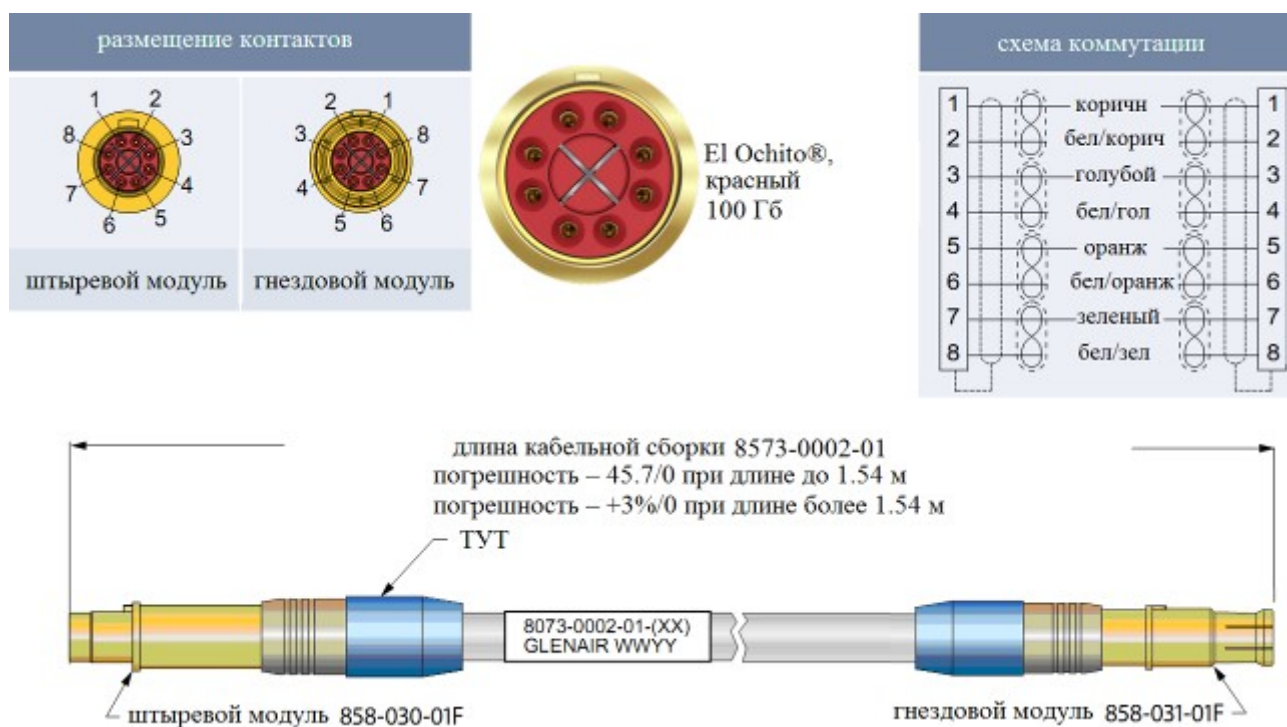 размещение контактов
1 2 3 4 5 6 7 8
2 1 8 7 6 5 4 3
штыревой модуль
гнездовой модуль
El Ochito®,
красный
100 Гб
схема коммутации
1 коричн 1
2 бел/корич 2
3 голубой 3
4 бел/гол 4
5 оранж 5
6 бел/оранж 6
7 зеленый 7
8 бел/зел 8
длина кабельной сборки 8573-0002-01
погрешность – 45.7/0 при длине до 1.54 м
погрешность – +3%/0 при длине более 1.54 м
ТУТ
8073-0002-01-(XX)
GLENAIR WWYY
штыревой модуль 858-030-01F
гнездовой модуль 858-031-01F